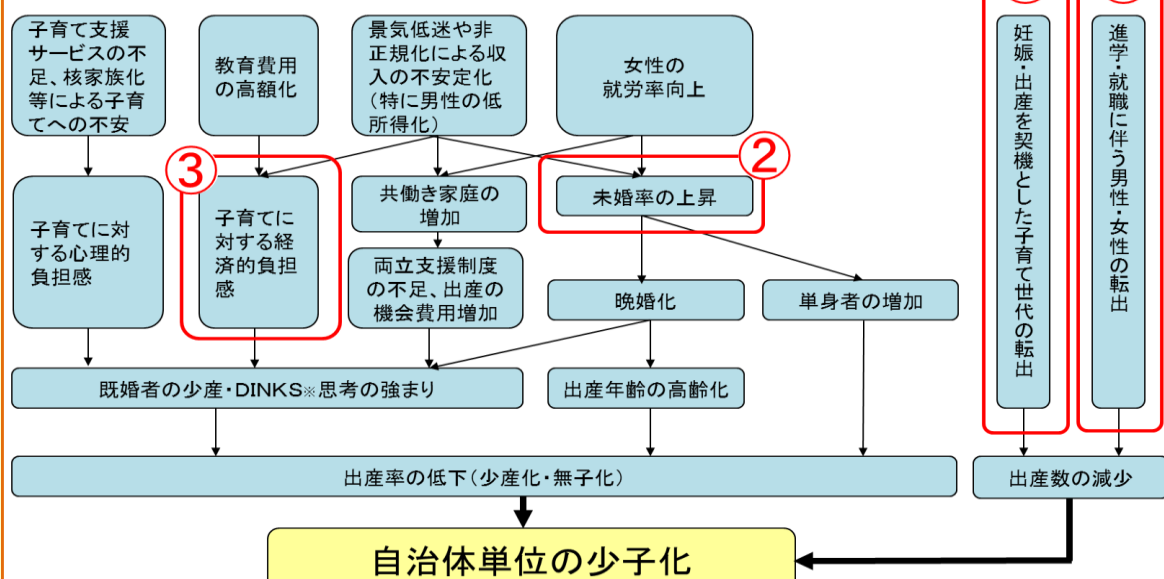 子育て支援
サービスの不
足、核家族化
等による子育
てへの不安
教育費用
の高額化
景気低迷や非
正規化による収
入の不安定化
（特に男性の低
所得化）
女性の
就労率向上
妊娠・出産を契機とした子育て世代の転出
進学・就職に伴う男性・女性の転出
③
②
子育てに対
する心理的
負担感
子育てに
対する経
済的負担
感
共働き家庭の
増加
未婚率の上昇
両立支援制度
の不足、出産の
機会費用増加
晩婚化
単身者の増加
既婚者の少産・DINKS※思考の強まり
出産年齢の高齢化
出産率の低下（少産化・無子化）
出産数の減少
自治体単位の少子化